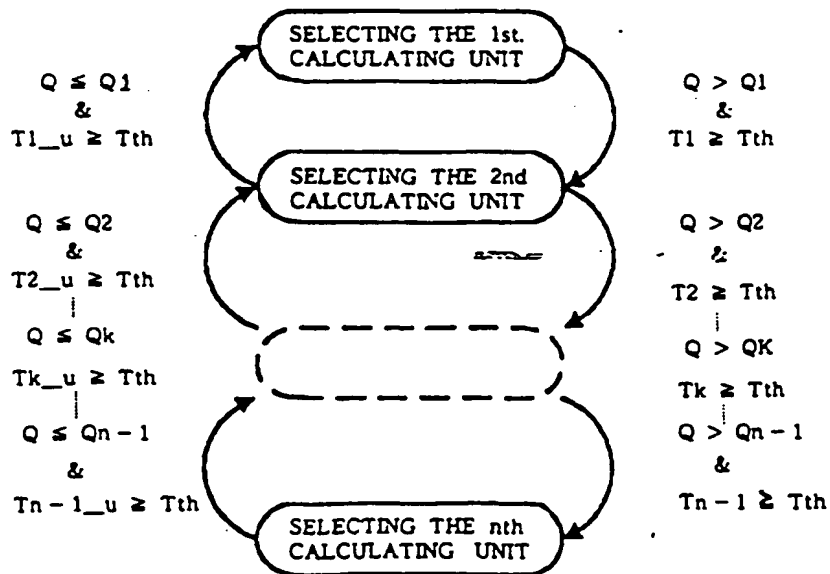 SELECTING THE 1st.
CALCULATING UNIT
Q ≦ Q1
&
T1_u ≧ Tth
Q > Q1
&
T1 ≧ Tth
SELECTING THE 2nd
CALCULATING UNIT
Q ≦ Q2
&
T2_u ≧ Tth
Q ≦ Qk
Tk_u ≧ Tth
Q ≦ Qn-1
&
Tn-1_u ≧ Tth
Q > Q2
&
T2 ≧ Tth
Q > QK
Tk ≧ Tth
Q > Qn-1
&
Tn-1 ≧ Tth
SELECTING THE nth
CALCULATING UNIT